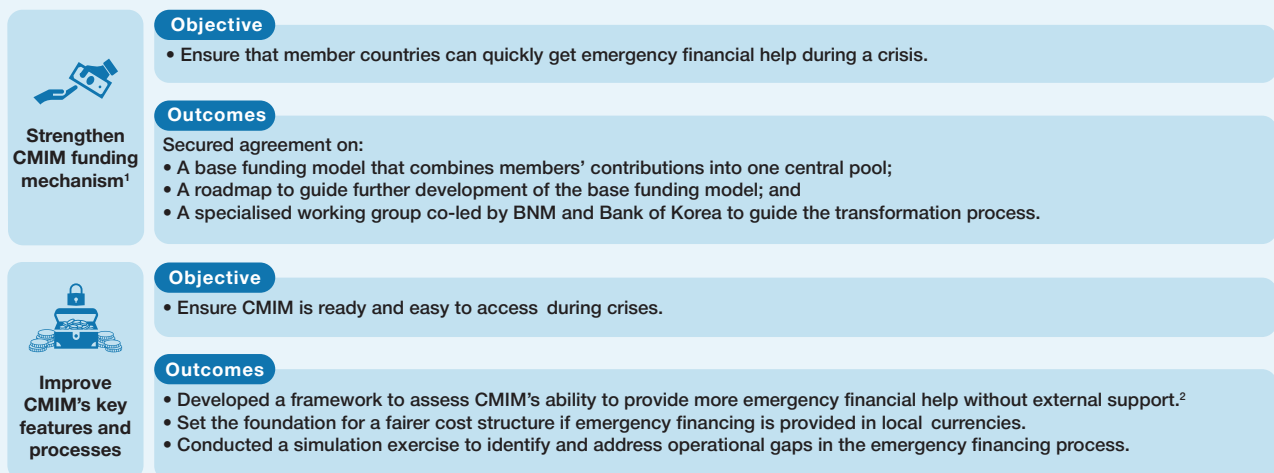 Objective
• Ensure that member countries can quickly get emergency financial help during a crisis.
Strengthen
CMIM funding
mechanism¹
Outcomes
Secured agreement on:
• A base funding model that combines members' contributions into one central pool;
• A roadmap to guide further development of the base funding model; and
• A specialised working group co-led by BNM and Bank of Korea to guide the transformation process.
Objective
• Ensure CMIM is ready and easy to access during crises.
Improve
CMIM's key
features and
processes
Outcomes
• Developed a framework to assess CMIM's ability to provide more emergency financial help without external support.²
• Set the foundation for a fairer cost structure if emergency financing is provided in local currencies.
• Conducted a simulation exercise to identify and address operational gaps in the emergency financing process.